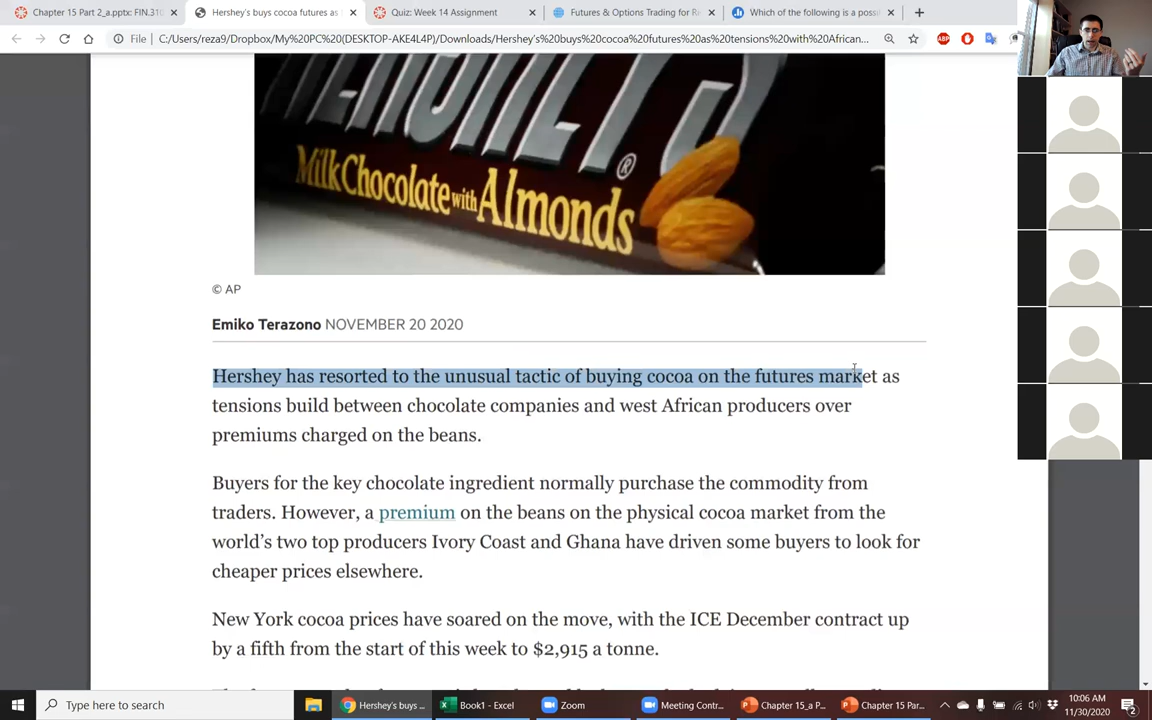 Chapter 15 Part 2_a.pptx: FIN.310
Hershey's buys cocoa futures as
Quiz: Week 14 Assignment
Futures & Options Trading for Ri
Which of the following is a possi
File
C:/Users/reza9/Dropbox/My%20PC%20(DESKTOP-AKE4L4P)/Downloads/Hershey's%20buys%20cocoa%20futures%20as%20tensions%20with%20African...
ABP
HERSHEY'S
®
Milk Chocolate with Almonds
© AP
Emiko Terazono NOVEMBER 20 2020
Hershey has resorted to the unusual tactic of buying cocoa on the futures market as
tensions build between chocolate companies and west African producers over
premiums charged on the beans.
Buyers for the key chocolate ingredient normally purchase the commodity from
traders. However, a premium on the beans on the physical cocoa market from the
world's two top producers Ivory Coast and Ghana have driven some buyers to look for
cheaper prices elsewhere.
New York cocoa prices have soared on the move, with the ICE December contract up
by a fifth from the start of this week to $2,915 a tonne.
Type here to search
Hershey's buys ...
Book1 - Excel
Zoom
Meeting Contr...
Chapter 15_a P...
Chapter 15 Par...
10:06 AM
11/30/2020
2